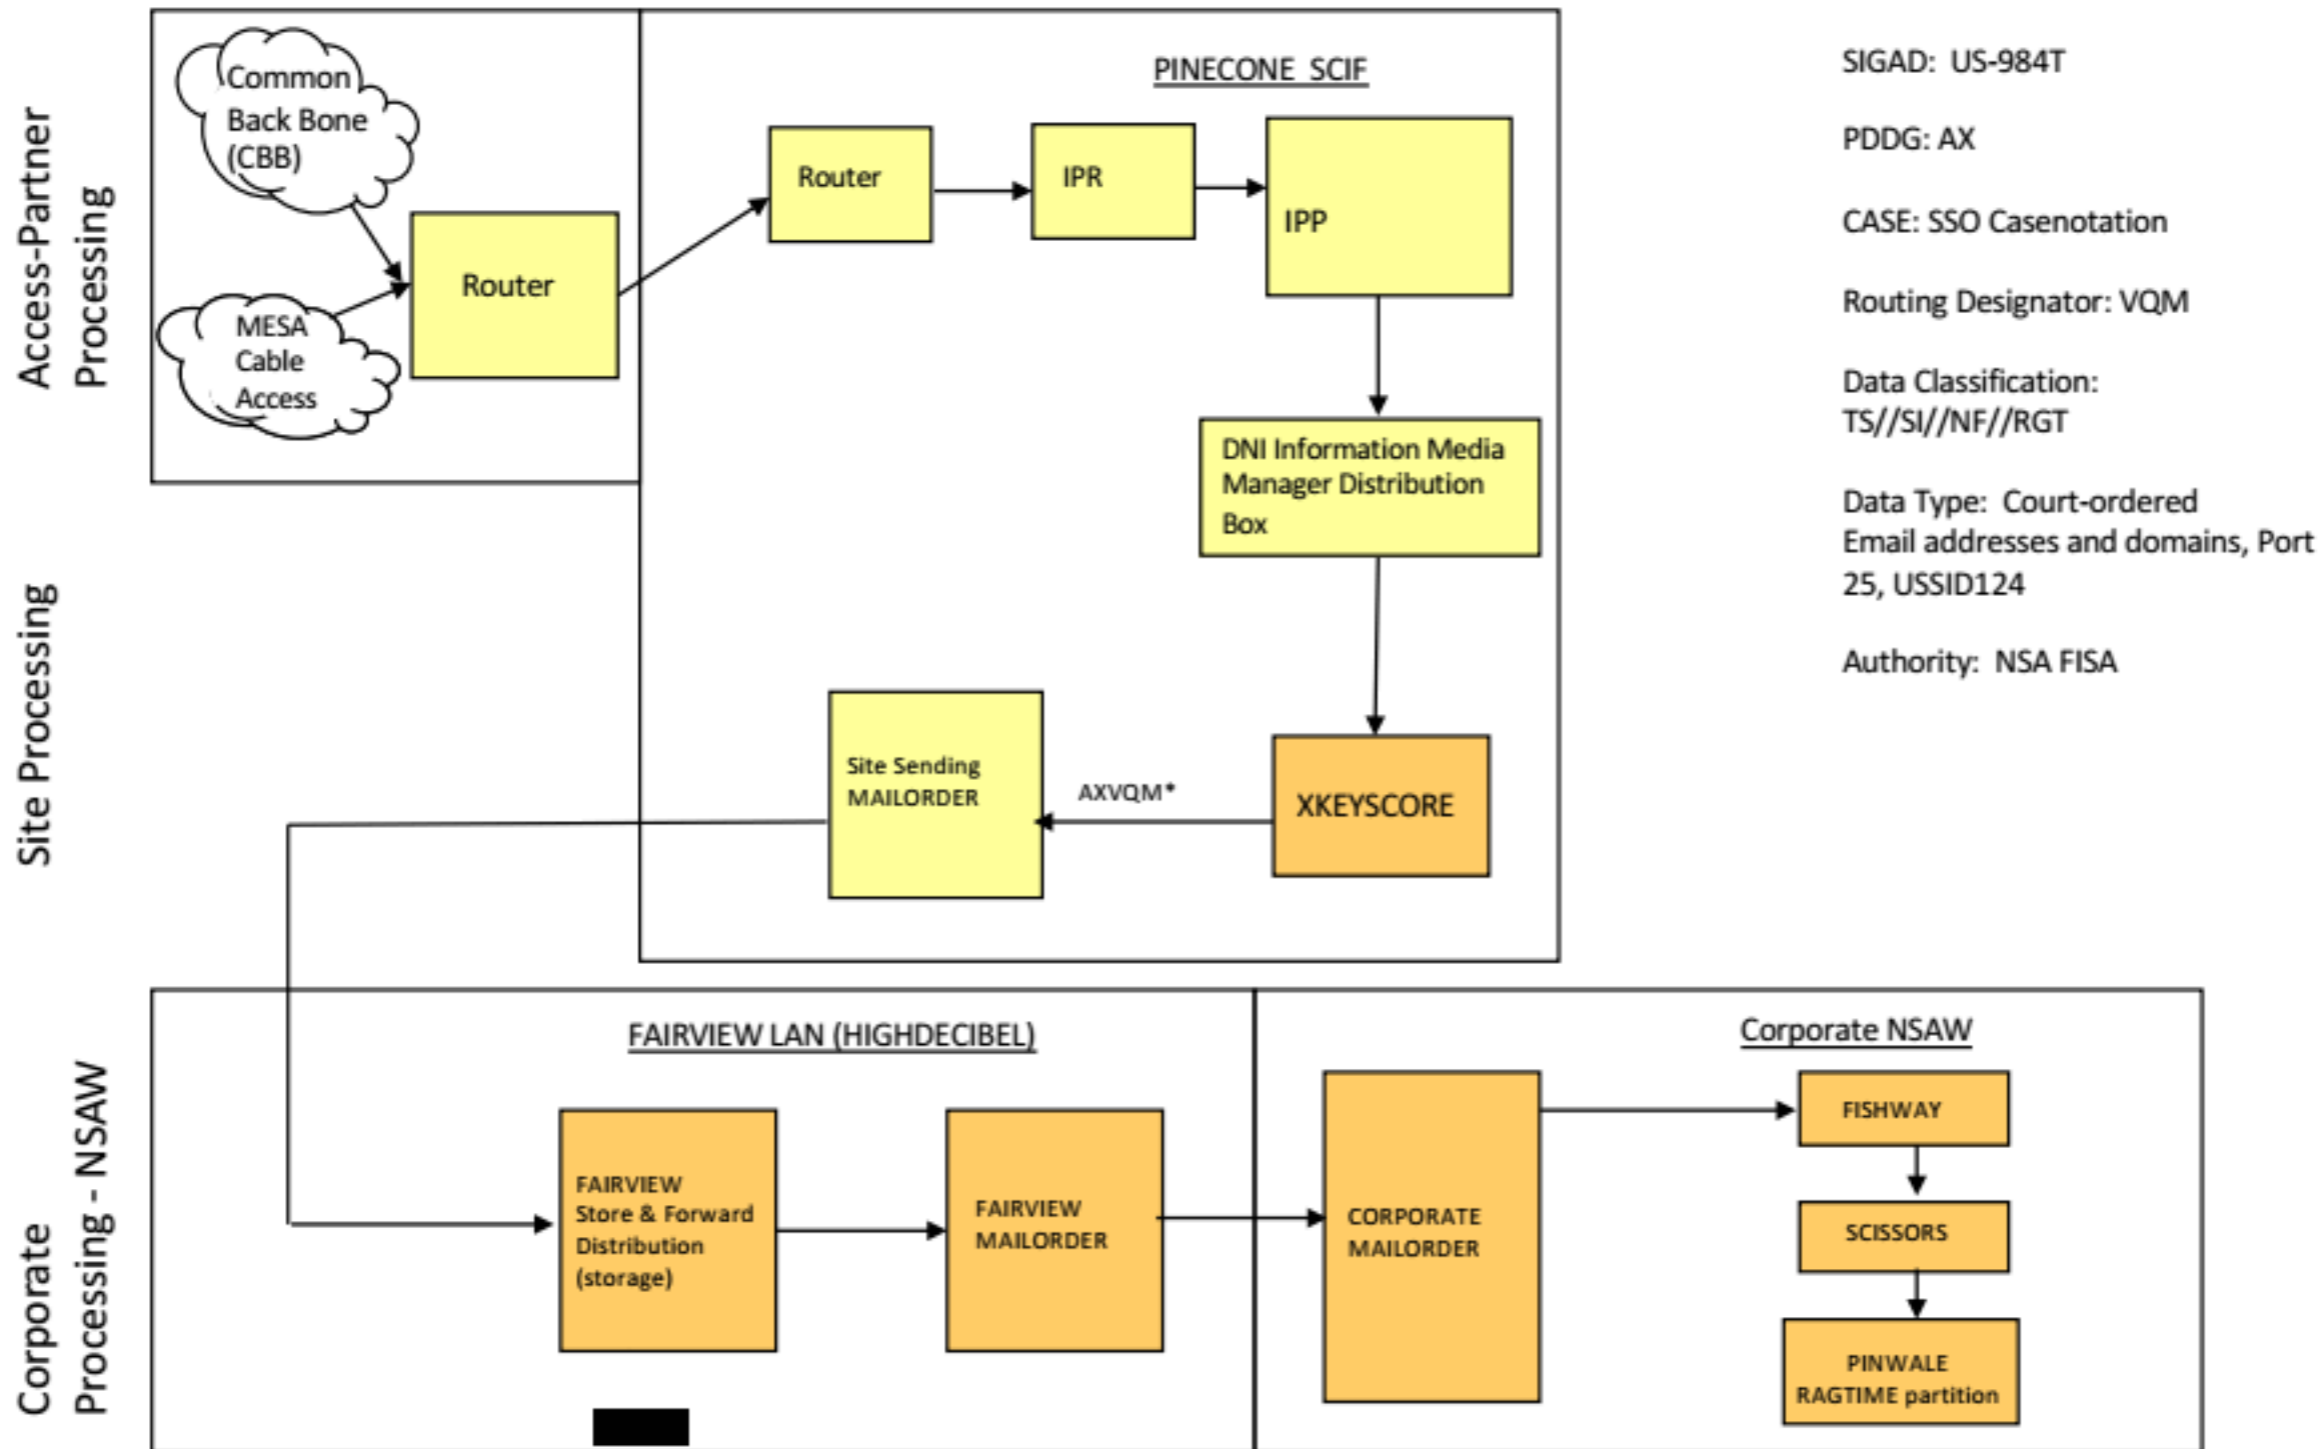 Access-Partner
Processing
Common
Back Bone
(CBB)
MESA
Cable
Access
Router
PINECONE SCIF
Router
IPR
IPP
DNI Information Media
Manager Distribution
Box
Site Processing
Site Sending
MAILORDER
AXVQM*
XKEYSCORE
SIGAD: US-984T
PDDG: AX
CASE: SSO Casenotation
Routing Designator: VQM
Data Classification:
TS//SI//NF//RGT
Data Type: Court-ordered
Email addresses and domains, Port
25, USSID124
Authority: NSA FISA
Corporate
Processing - NSAW
FAIRVIEW LAN (HIGHDECIBEL)
FAIRVIEW
Store & Forward
Distribution
(storage)
FAIRVIEW
MAILORDER
Corporate NSAW
CORPORATE
MAILORDER
FISHWAY
SCISSORS
PINWALE
RAGTIME partition